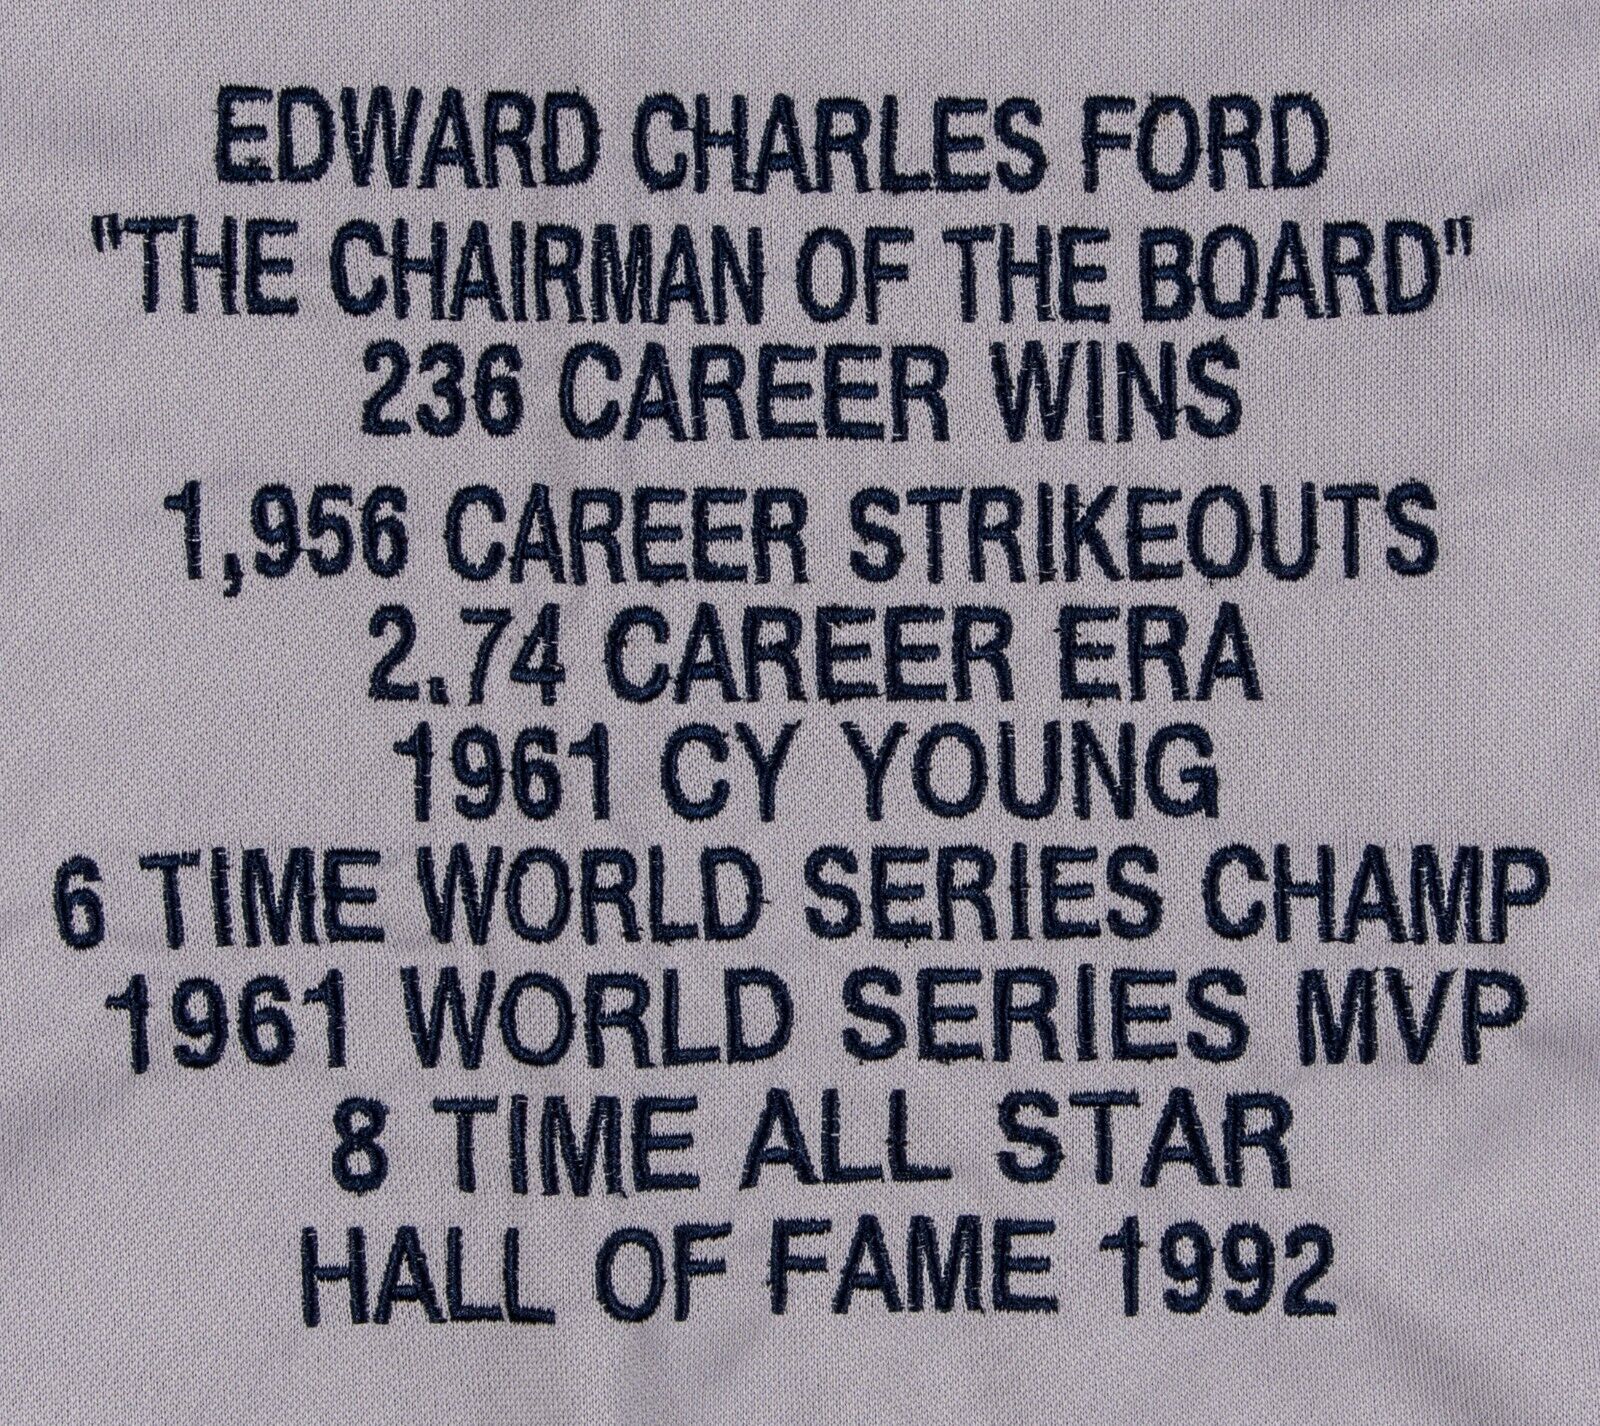 EDWARD CHARLES FORD
"THE CHAIRMAN OF THE BOARD"
236 CAREER WINS
1,956 CAREER STRIKEOUTS
2.74 CAREER ERA
1961 CY YOUNG
6 TIME WORLD SERIES CHAMP
1961 WORLD SERIES MVP
8 TIME ALL STAR
HALL OF FAME 1992